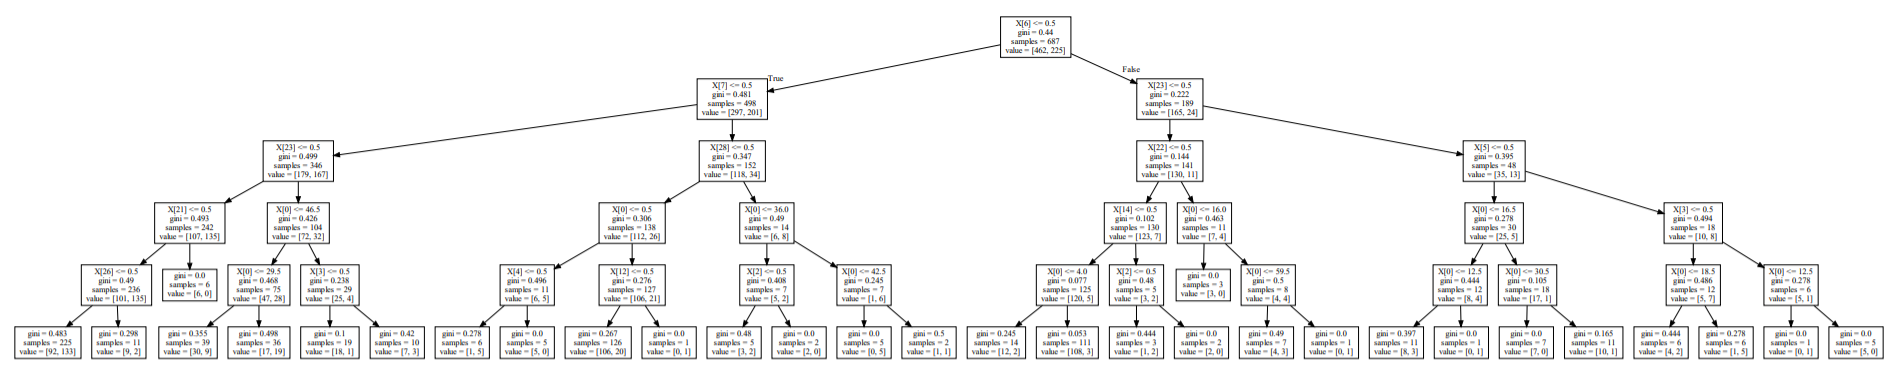 X[6] <= 0.5
gini = 0.44
samples = 687
value = [462, 225]
True
False
X[7] <= 0.5
gini = 0.481
samples = 498
value = [297, 201]
X[23] <= 0.5
gini = 0.222
samples = 189
value = [165, 24]
X[23] <= 0.5
gini = 0.499
samples = 346
value = [179, 167]
X[28] <= 0.5
gini = 0.347
samples = 152
value = [118, 34]
X[22] <= 0.5
gini = 0.144
samples = 141
value = [130, 11]
X[5] <= 0.5
gini = 0.395
samples = 48
value = [35, 13]
X[21] <= 0.5
gini = 0.493
samples = 242
value = [107, 135]
X[0] <= 46.5
gini = 0.426
samples = 104
value = [72, 32]
X[0] <= 0.5
gini = 0.306
samples = 138
value = [112, 26]
X[0] <= 36.0
gini = 0.49
samples = 14
value = [6, 8]
X[14] <= 0.5
gini = 0.102
samples = 130
value = [123, 7]
X[0] <= 16.0
gini = 0.463
samples = 11
value = [7, 4]
X[0] <= 16.5
gini = 0.278
samples = 30
value = [25, 5]
X[3] <= 0.5
gini = 0.494
samples = 18
value = [10, 8]
X[26] <= 0.5
gini = 0.49
samples = 236
value = [101, 135]
gini = 0.0
samples = 6
value = [6, 0]
X[0] <= 29.5
gini = 0.468
samples = 75
value = [47, 28]
X[3] <= 0.5
gini = 0.238
samples = 29
value = [25, 4]
X[4] <= 0.5
gini = 0.496
samples = 11
value = [6, 5]
X[12] <= 0.5
gini = 0.276
samples = 127
value = [106, 21]
X[2] <= 0.5
gini = 0.408
samples = 7
value = [5, 2]
X[0] <= 42.5
gini = 0.245
samples = 7
value = [1, 6]
X[0] <= 4.0
gini = 0.077
samples = 125
value = [120, 5]
X[2] <= 0.5
gini = 0.48
samples = 5
value = [3, 2]
gini = 0.0
samples = 3
value = [3, 0]
X[0] <= 59.5
gini = 0.5
samples = 8
value = [4, 4]
X[0] <= 12.5
gini = 0.444
samples = 12
value = [8, 4]
X[0] <= 30.5
gini = 0.105
samples = 18
value = [17, 1]
X[0] <= 18.5
gini = 0.486
samples = 12
value = [5, 7]
X[0] <= 12.5
gini = 0.278
samples = 6
value = [5, 1]
gini = 0.483
samples = 225
value = [92, 133]
gini = 0.298
samples = 11
value = [9, 2]
gini = 0.355
samples = 39
value = [30, 9]
gini = 0.498
samples = 36
value = [17, 19]
gini = 0.1
samples = 19
value = [18, 1]
gini = 0.42
samples = 10
value = [7, 3]
gini = 0.278
samples = 6
value = [1, 5]
gini = 0.0
samples = 5
value = [5, 0]
gini = 0.267
samples = 126
value = [106, 20]
gini = 0.0
samples = 1
value = [0, 1]
gini = 0.48
samples = 5
value = [3, 2]
gini = 0.0
samples = 2
value = [2, 0]
gini = 0.0
samples = 5
value = [0, 5]
gini = 0.5
samples = 2
value = [1, 1]
gini = 0.245
samples = 14
value = [12, 2]
gini = 0.053
samples = 111
value = [108, 3]
gini = 0.444
samples = 3
value = [1, 2]
gini = 0.0
samples = 2
value = [2, 0]
gini = 0.49
samples = 7
value = [4, 3]
gini = 0.0
samples = 1
value = [0, 1]
gini = 0.397
samples = 11
value = [8, 3]
gini = 0.0
samples = 1
value = [0, 1]
gini = 0.0
samples = 7
value = [7, 0]
gini = 0.165
samples = 11
value = [10, 1]
gini = 0.444
samples = 6
value = [4, 2]
gini = 0.278
samples = 6
value = [1, 5]
gini = 0.0
samples = 1
value = [0, 1]
gini = 0.0
samples = 5
value = [5, 0]